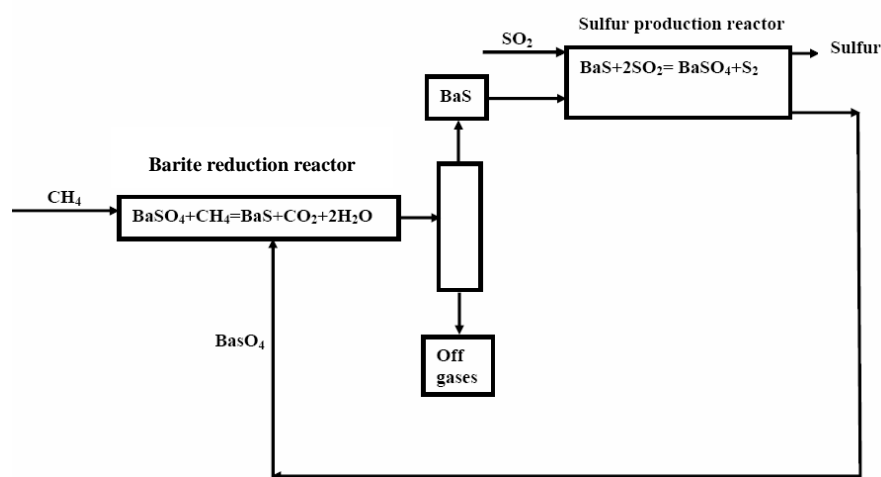 Sulfur production reactor
SO₂
Sulfur
BaS+2SO₂= BaSO₄+S₂
BaS
Barite reduction reactor
CH₄
BaSO₄+CH₄=BaS+CO₂+2H₂O
BasO₄
Off
gases